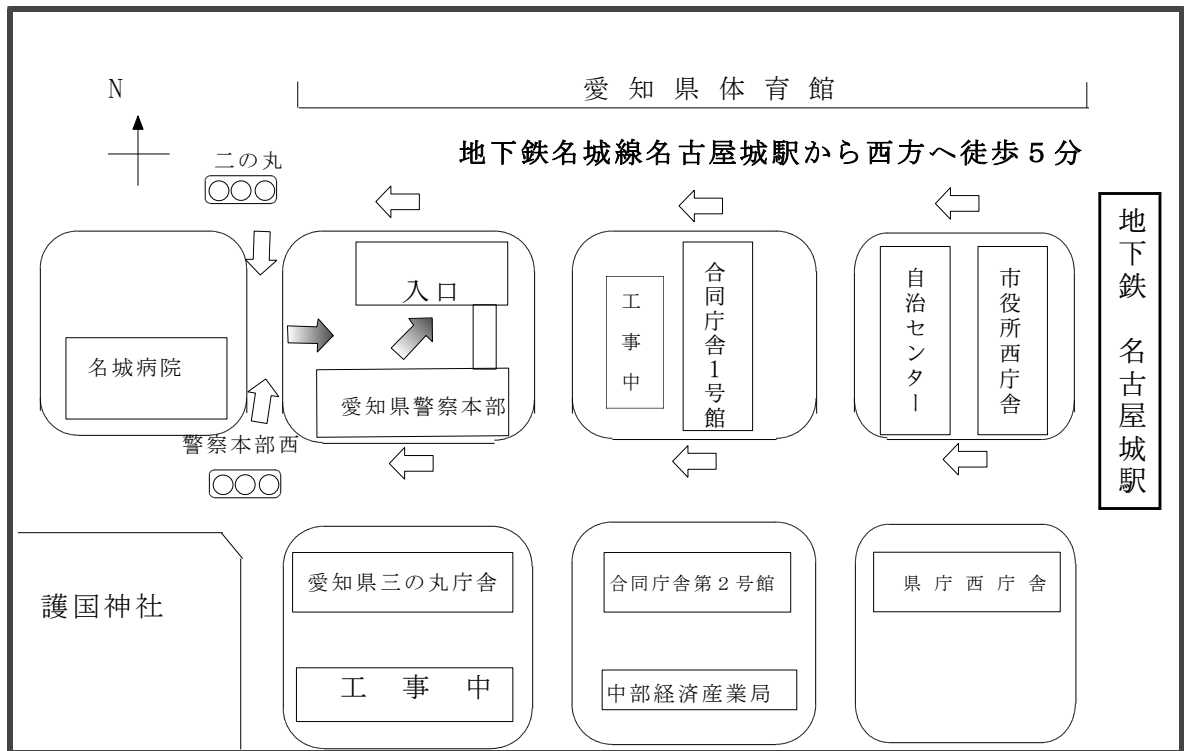 N
愛知県体育館
地下鉄名城線名古屋城駅から西方へ徒歩５分
二の丸
地下鉄 名古屋城駅
入口
合同庁舎１号館
工事中
自治センター
市役所西庁舎
名城病院
愛知県警察本部
警察本部西
護国神社
愛知県三の丸庁舎
合同庁舎第２号館
県庁西庁舎
工事中
中部経済産業局